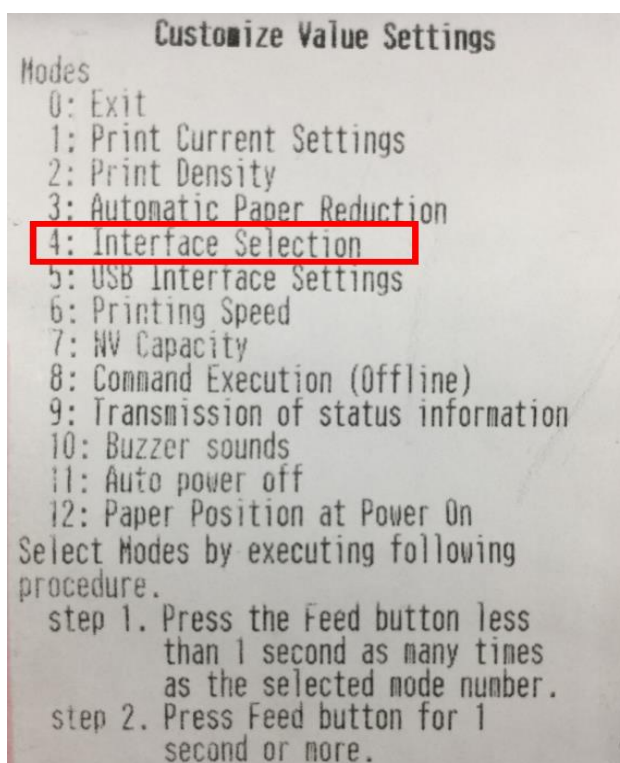 Customize Value Settings
Modes
0: Exit
1: Print Current Settings
2: Print Density
3: Automatic Paper Reduction
4: Interface Selection
5: USB Interface Settings
6: Printing Speed
7: NV Capacity
8: Command Execution (Offline)
9: Transmission of status information
10: Buzzer sounds
11: Auto power off
12: Paper Position at Power On
Select Modes by executing following
procedure.
step 1. Press the Feed button less
than 1 second as many times
as the selected mode number.
step 2. Press Feed button for 1
second or more.